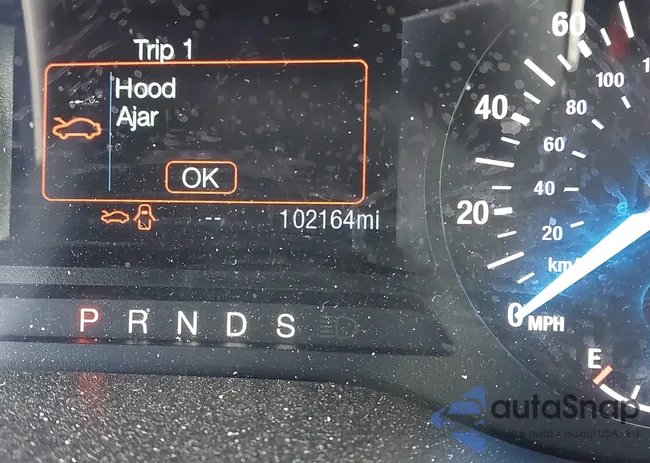 Trip 1
Hood
Ajar
OK
-- 102164mi
P R N D S
60
40
20
0 MPH
100
80
60
40
20
km/
E
autoSnap